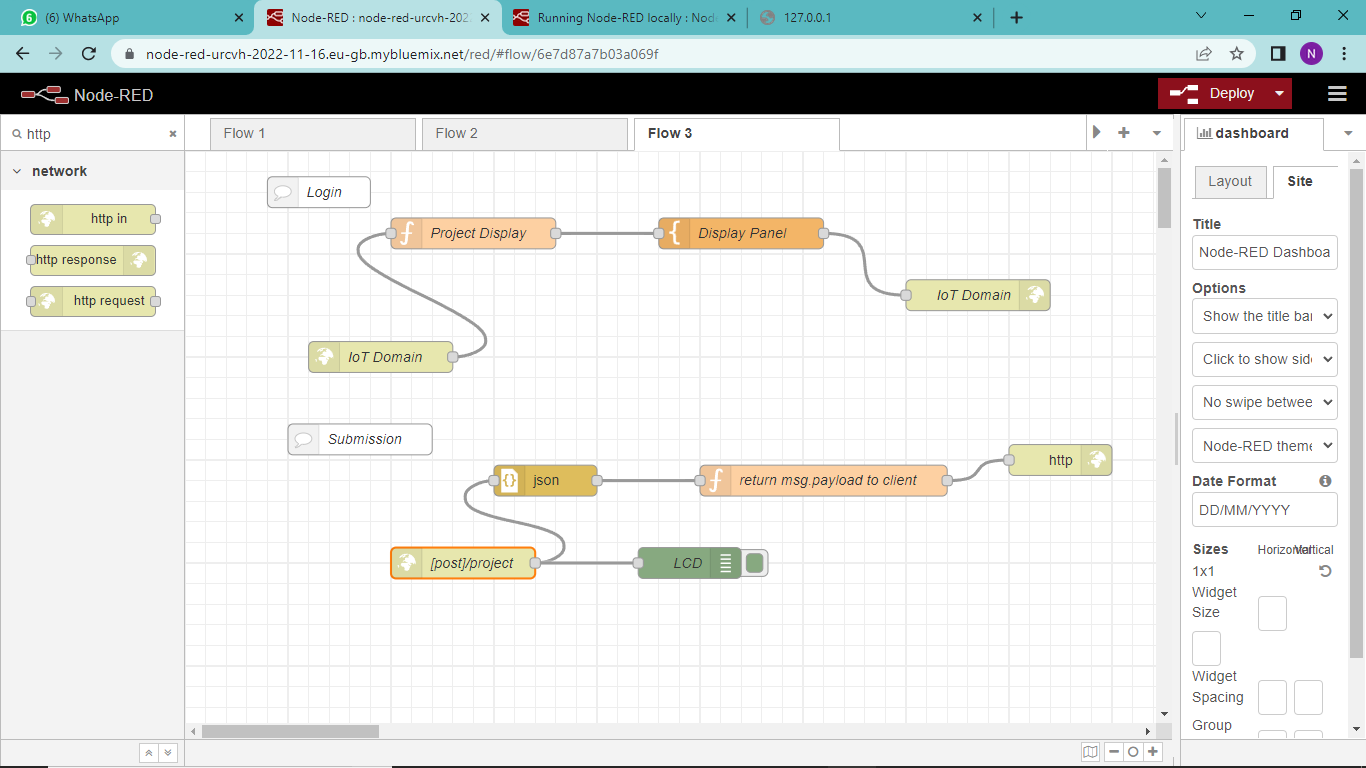 (6) WhatsApp
Node-RED : node-red-urcvh-202
Running Node-RED locally : Nod
127.0.0.1
node-red-urcvh-2022-11-16.eu-gb.mybluemix.net/red/#flow/6e7d87a7b03a069f
N
Node-RED
Deploy
http
Flow 1
Flow 2
Flow 3
dashboard
network
http in
http response
http request
Login
Project Display
Display Panel
IoT Domain
IoT Domain
Submission
json
return msg.payload to client
http
[post]/project
LCD
Layout
Site
Title
Node-RED Dashboa
Options
Show the title bar
Click to show side
No swipe betwee
Node-RED theme
Date Format
DD/MM/YYYY
Sizes
Horizontal
Vertical
1x1
Widget
Size
Widget
Spacing
Group